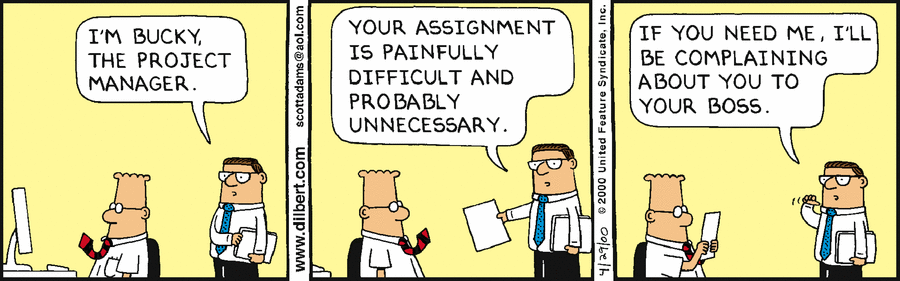 I'M BUCKY,
THE PROJECT
MANAGER.
www.dilbert.com
scottadams@aol.com
YOUR ASSIGNMENT
IS PAINFULLY
DIFFICULT AND
PROBABLY
UNNECESSARY.
4/29/00 © 2000 United Feature Syndicate, Inc.
IF YOU NEED ME, I'LL
BE COMPLAINING
ABOUT YOU TO
YOUR BOSS.